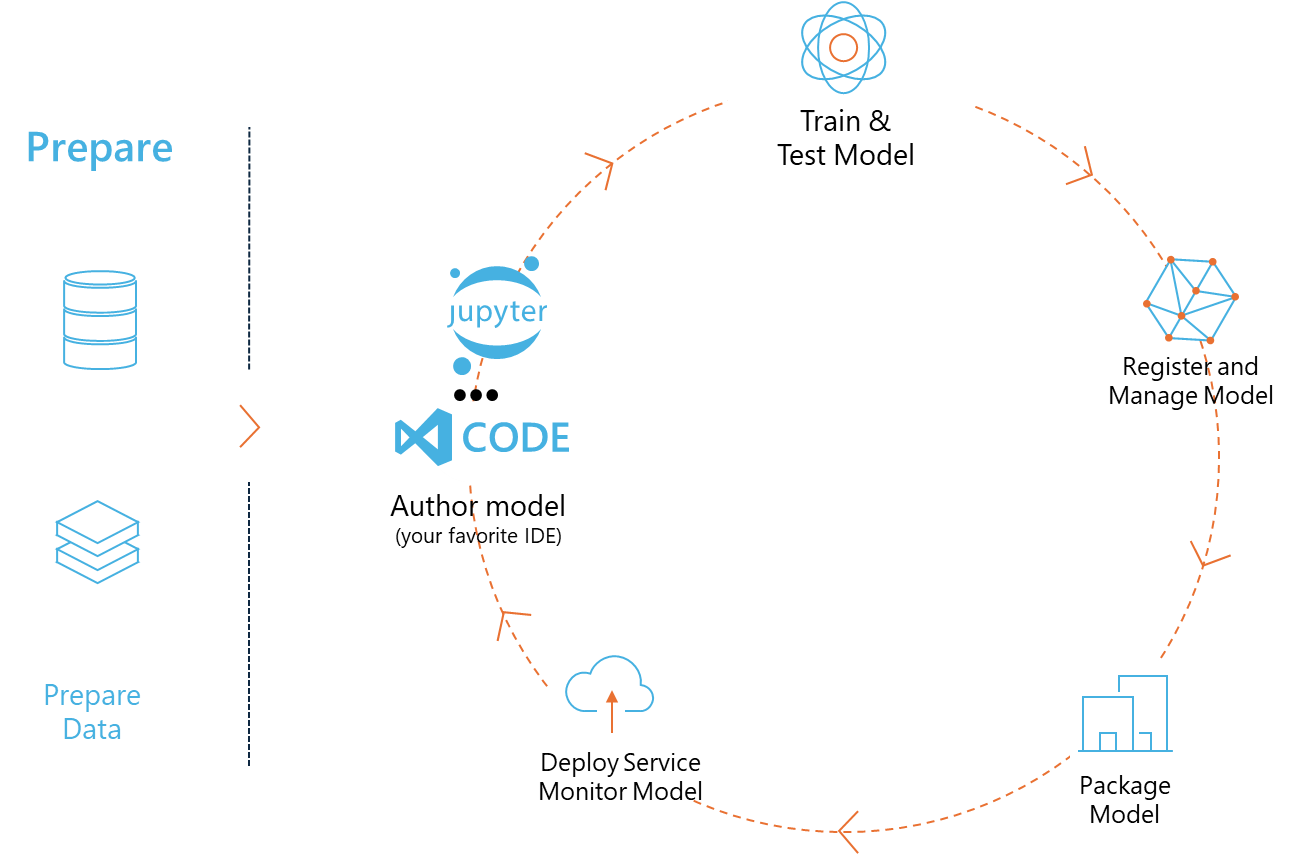 Prepare
Prepare
Data
jupyter
CODE
Author model
(your favorite IDE)
Train &
Test Model
Register and
Manage Model
Package
Model
Deploy Service
Monitor Model